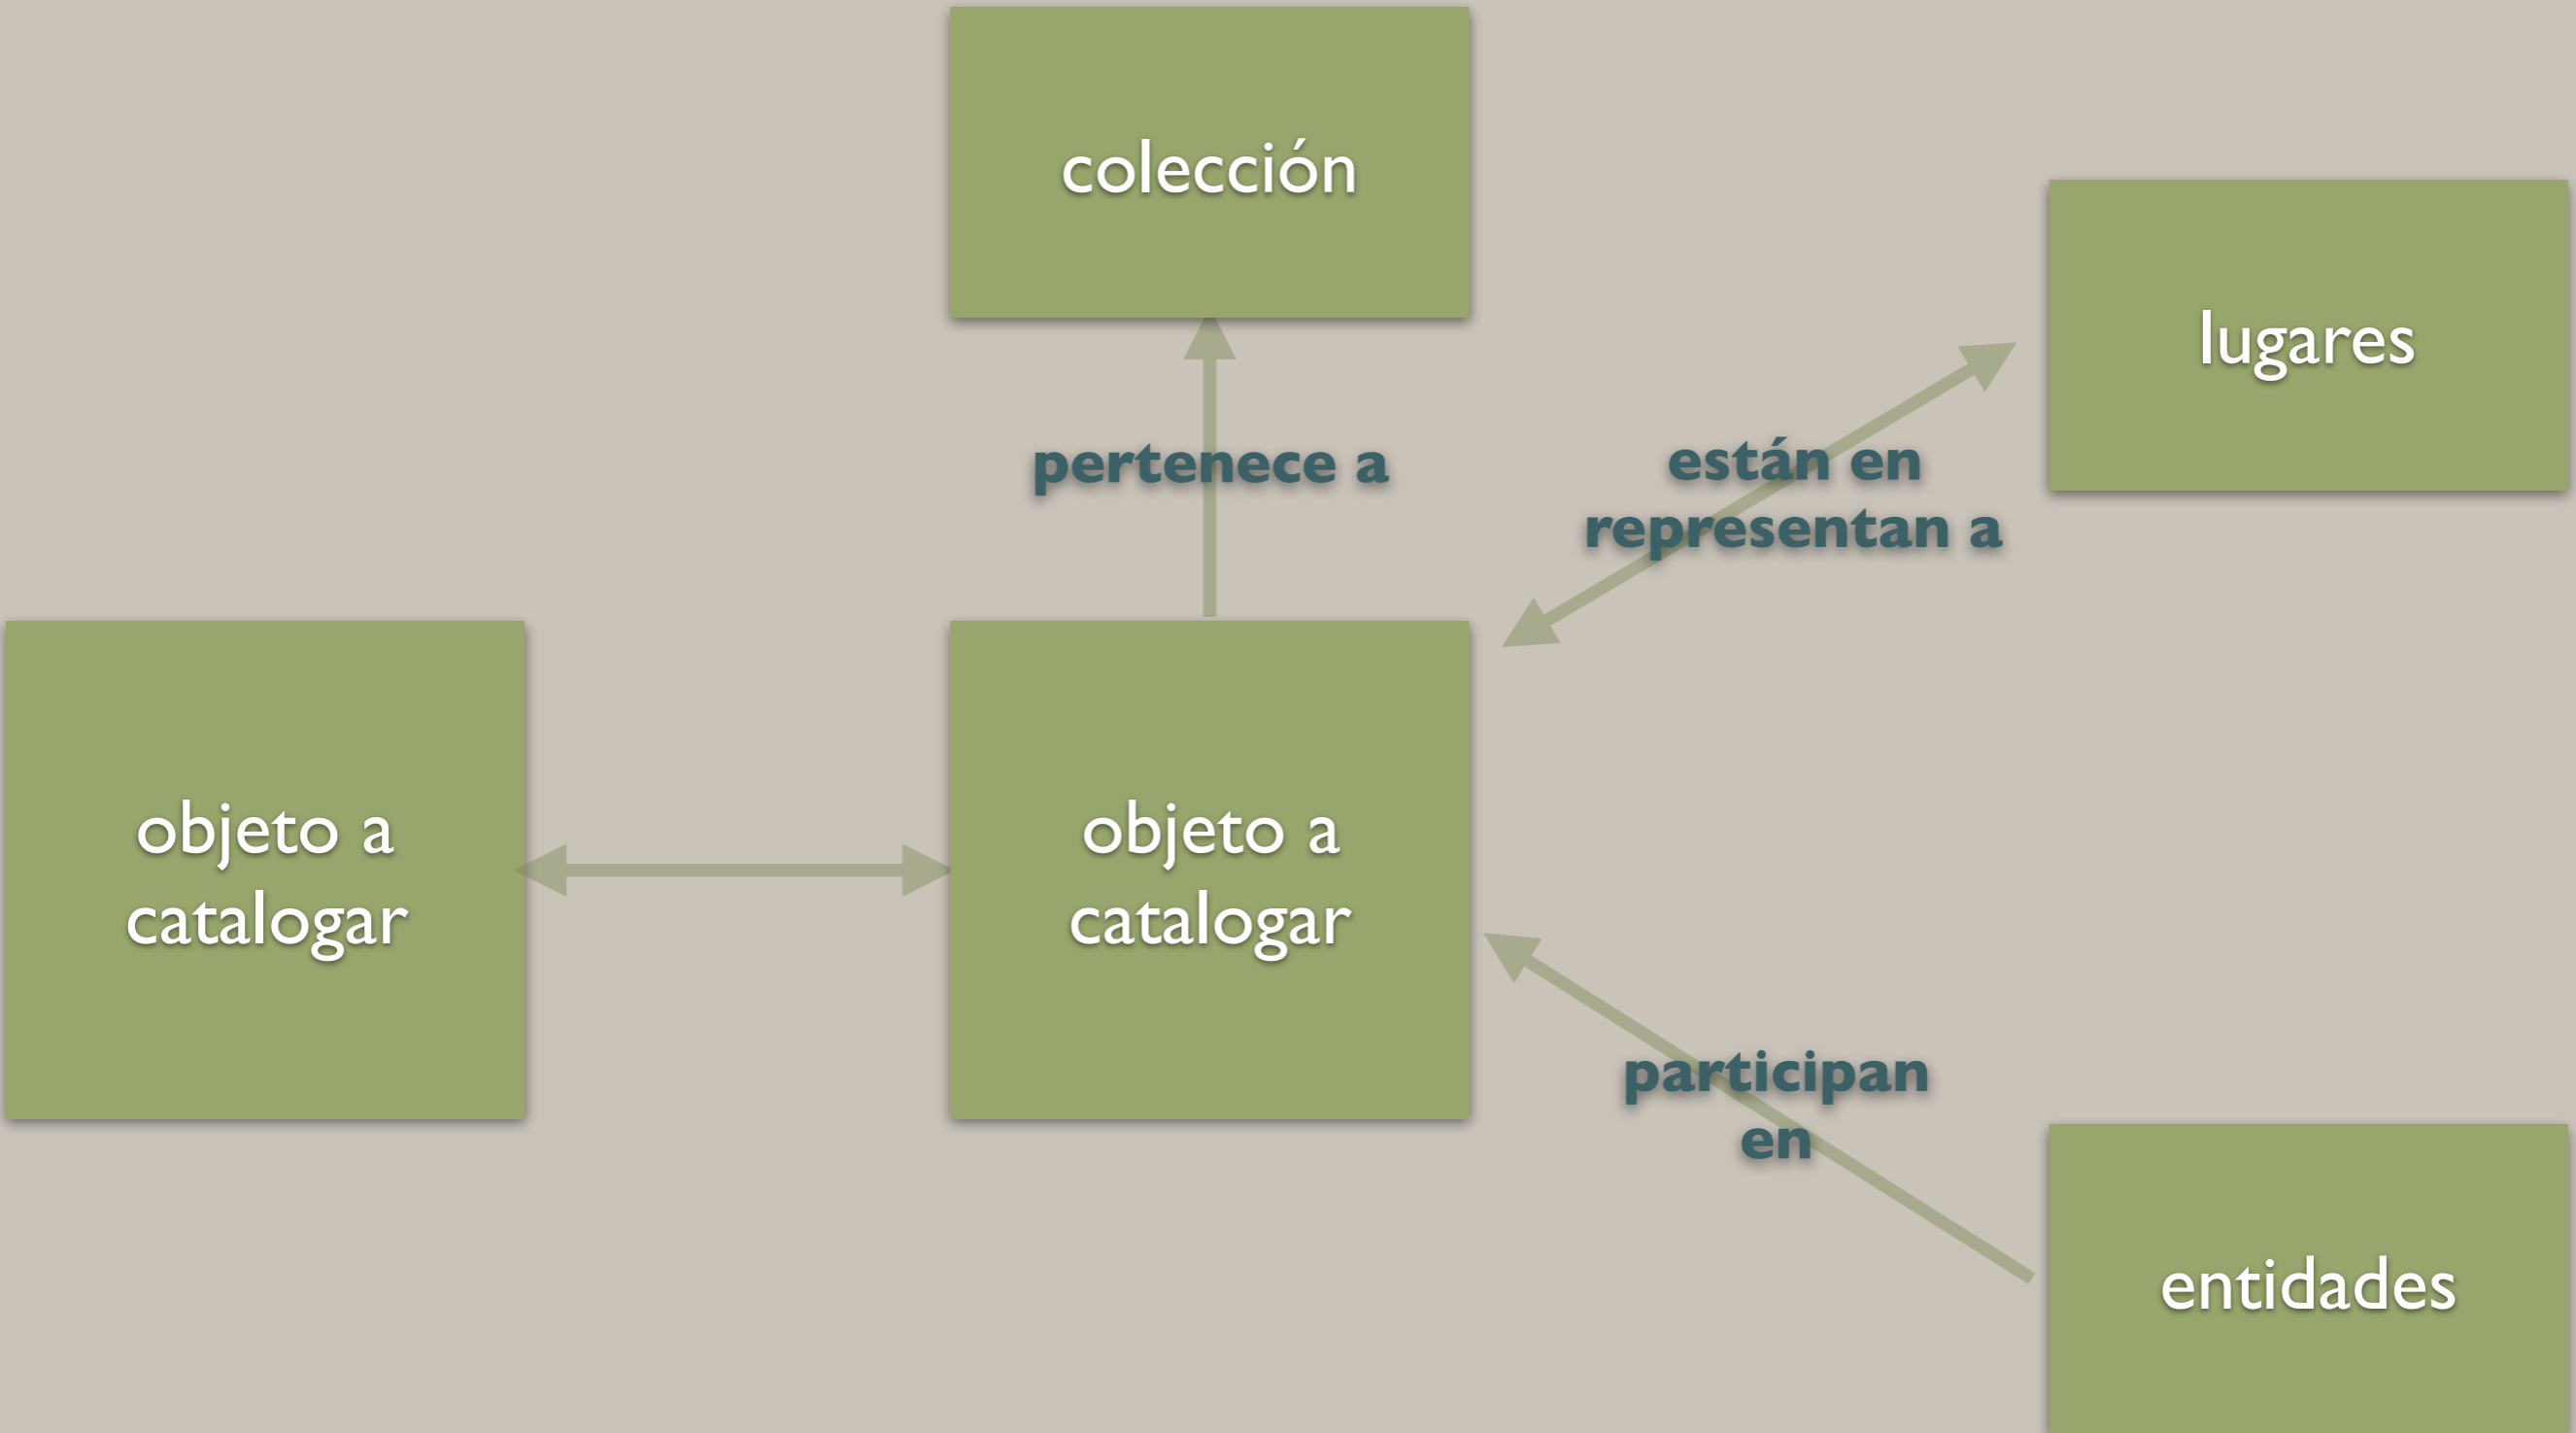 colección
lugares
pertenece a
están en
representan a
objeto a
catalogar
objeto a
catalogar
participan
en
entidades